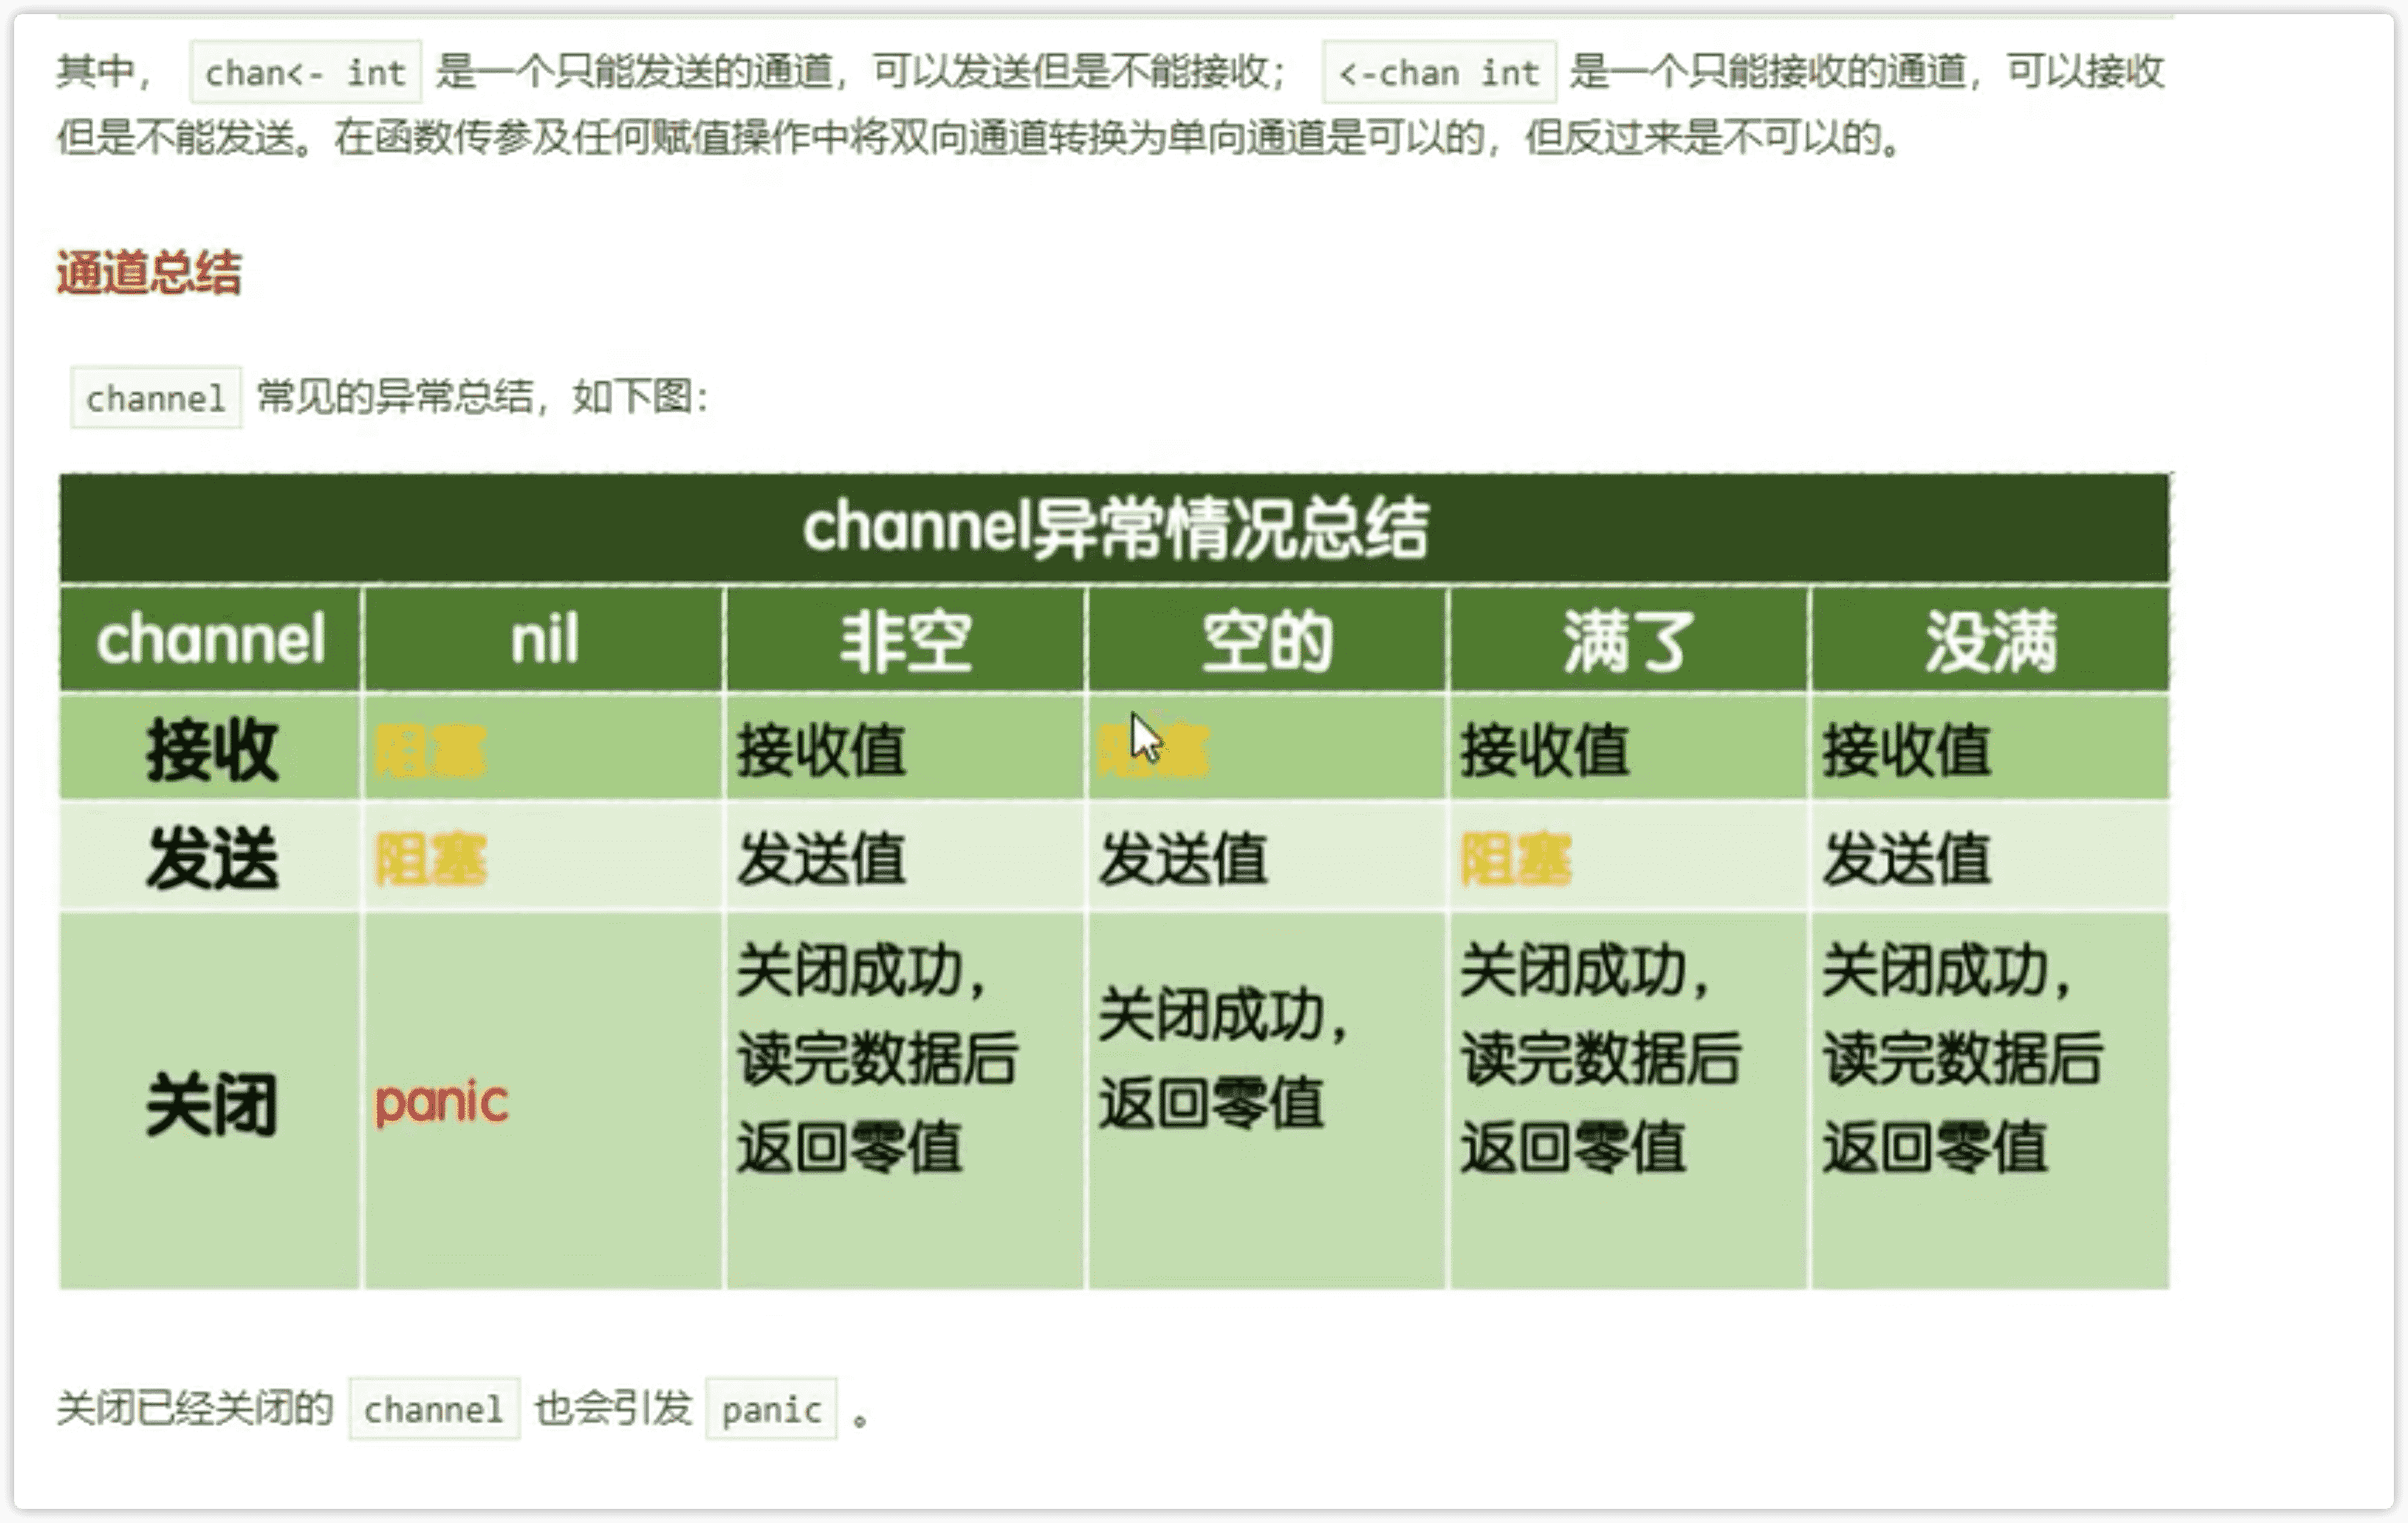 其中， chan<- int 是一个只能发送的通道，可以发送但是不能接收； <-chan int 是一个只能接收的通道，可以接收
但是不能发送。在函数传参及任何赋值操作中将双向通道转换为单向通道是可以的，但反过来是不可以的。
通道总结
channel 常见的异常总结，如下图：
channel异常情况总结
channel nil 非空 空的 满了 没满
接收 阻塞 接收值 阻塞 接收值 接收值
发送 阻塞 发送值 发送值 阻塞 发送值
关闭 panic
关闭成功，
读完数据后
返回零值
关闭成功，
返回零值
关闭成功，
读完数据后
返回零值
关闭成功，
读完数据后
返回零值
关闭已经关闭的 channel 也会引发 panic 。